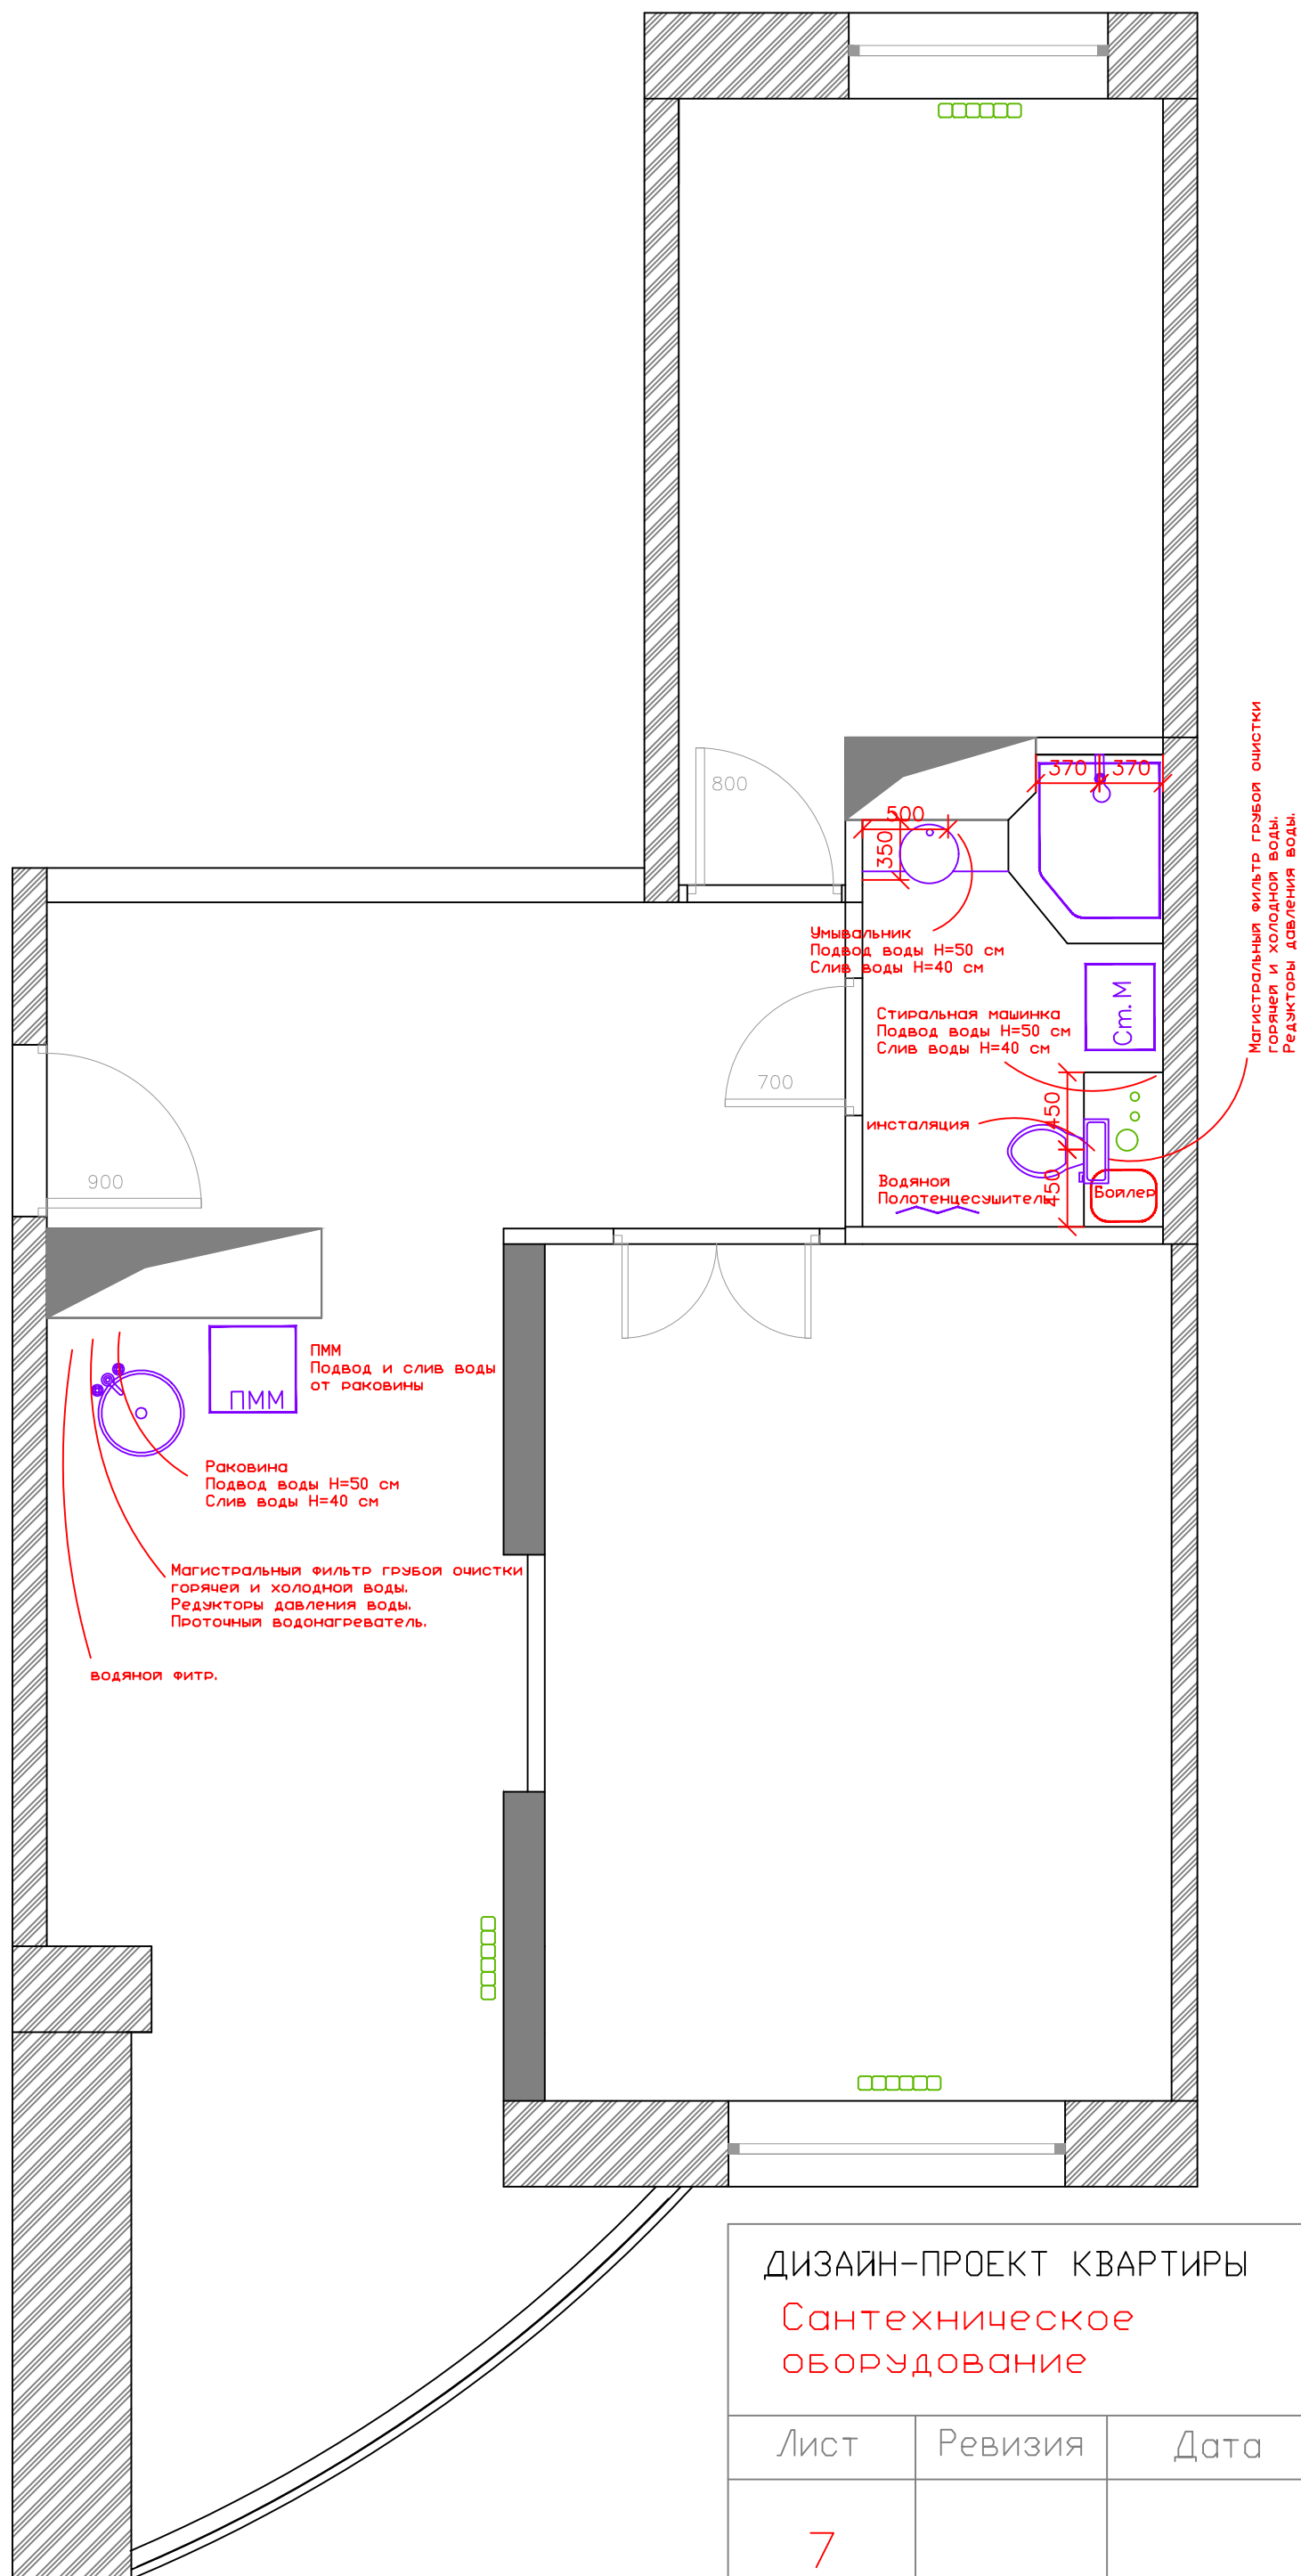 800
370
370
500
350
Умывальник
Подвод воды Н=50 см
Слив воды Н=40 см
Магистральный фильтр грубой очистки
горячей и холодной воды.
Редукторы давления воды.
Стиральная машинка
Подвод воды Н=50 см
Слив воды Н=40 см
Ст.М
700
450
инсталяция
900
Водяной
Полотенцесушитель
450
Бойлер
ПММ
Подвод и слив воды
от раковины
ПММ
Раковина
Подвод воды Н=50 см
Слив воды Н=40 см
Магистральный фильтр грубой очистки
горячей и холодной воды.
Редукторы давления воды.
Проточный водонагреватель.
водяной фитр.
ДИЗАЙН-ПРОЕКТ КВАРТИРЫ
Сантехническое
оборудование
Лист
Ревизия
Дата
7